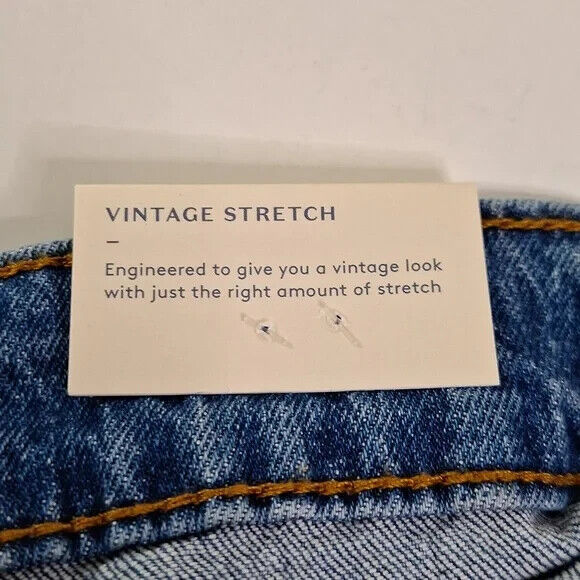 VINTAGE STRETCH
–
Engineered to give you a vintage look
with just the right amount of stretch